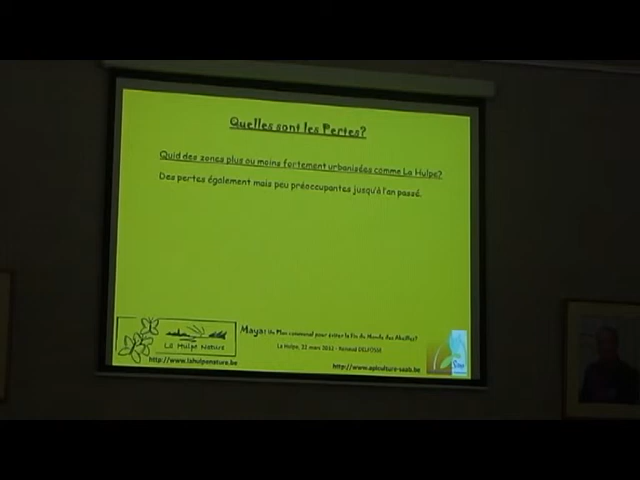 Quelles sont les Pertes?
Quid des zones plus ou moins fortement urbanisées comme La Hulpe?
Des pertes également mais peu préoccupantes jusqu'à l'an passé.
La Hulpe Nature
http://www.lahulpenature.be
Maya: Un Plan communal pour éviter la Fin du Monde des Abeilles?
La Hulpe, 22 mars 2012 - Renaud DELFOSSE
http://www.apiculture-saab.be